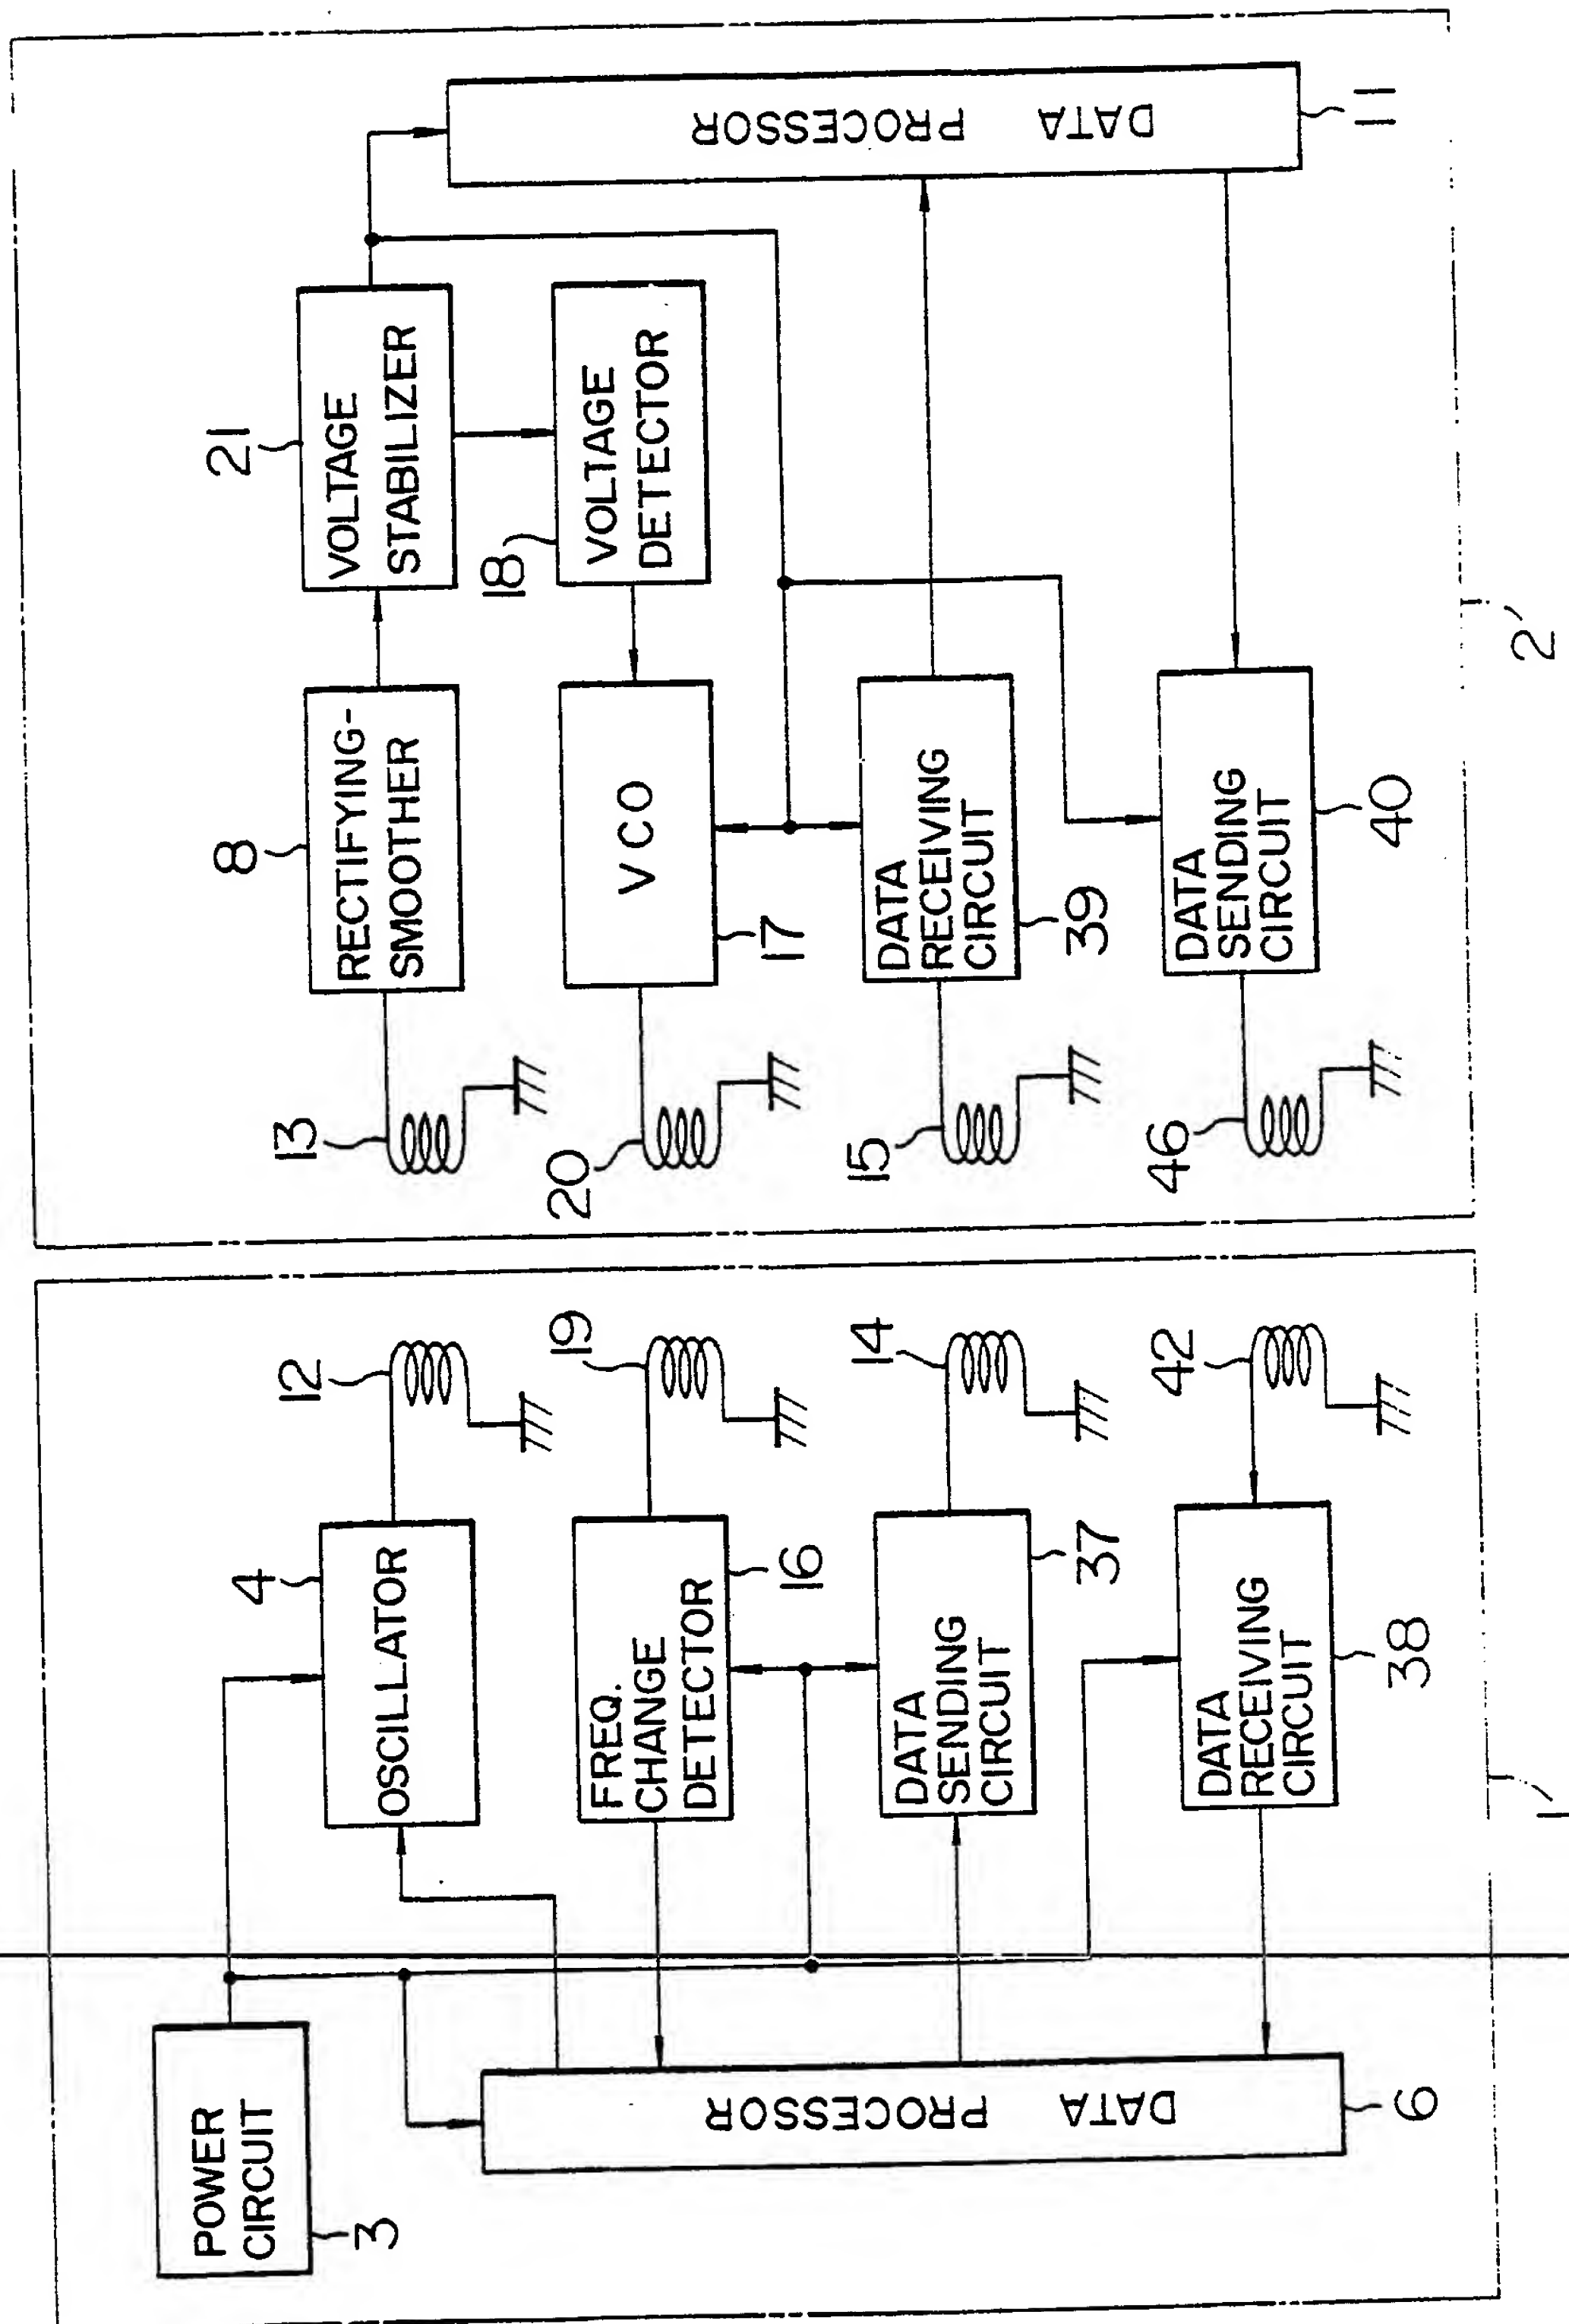 POWER
CIRCUIT
3
DATA PROCESSOR
6
OSCILLATOR
4
12
FREQ.
CHANGE
DETECTOR
16
19
DATA
SENDING
CIRCUIT
37
14
DATA
RECEIVING
CIRCUIT
38
42
1
RECTIFYING-
SMOOTHER
8
13
VOLTAGE
STABILIZER
21
VOLTAGE
DETECTOR
18
VCO
17
20
DATA
RECEIVING
CIRCUIT
39
15
DATA
SENDING
CIRCUIT
40
46
DATA PROCESSOR
11
2